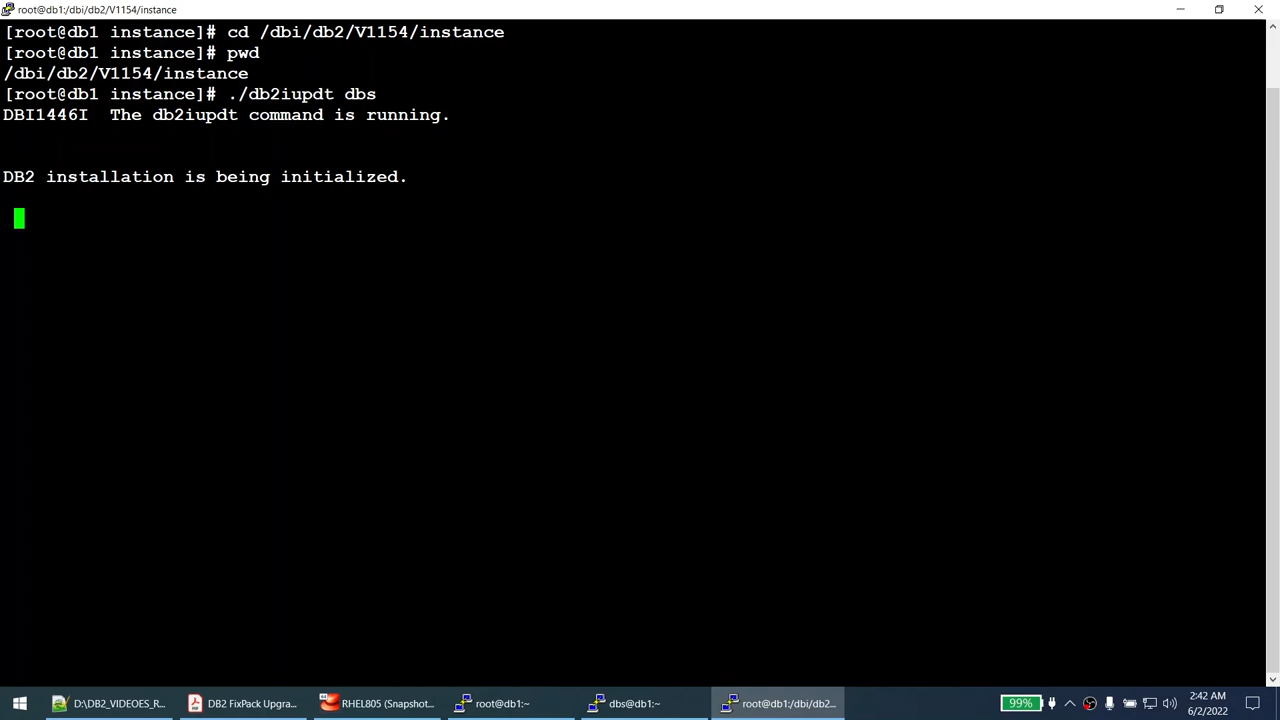 root@db1:/dbi/db2/V1154/instance
[root@db1 instance]# cd /dbi/db2/V1154/instance
[root@db1 instance]# pwd
/dbi/db2/V1154/instance
[root@db1 instance]# ./db2iupdt dbs
DBI1446I  The db2iupdt command is running.
DB2 installation is being initialized.
D:\DB2_VIDEOES_R...
DB2 FixPack Upgra...
RHEL805 (Snapshot...
root@db1:~
dbs@db1:~
root@db1:/dbi/db2...
99%
2:42 AM
6/2/2022